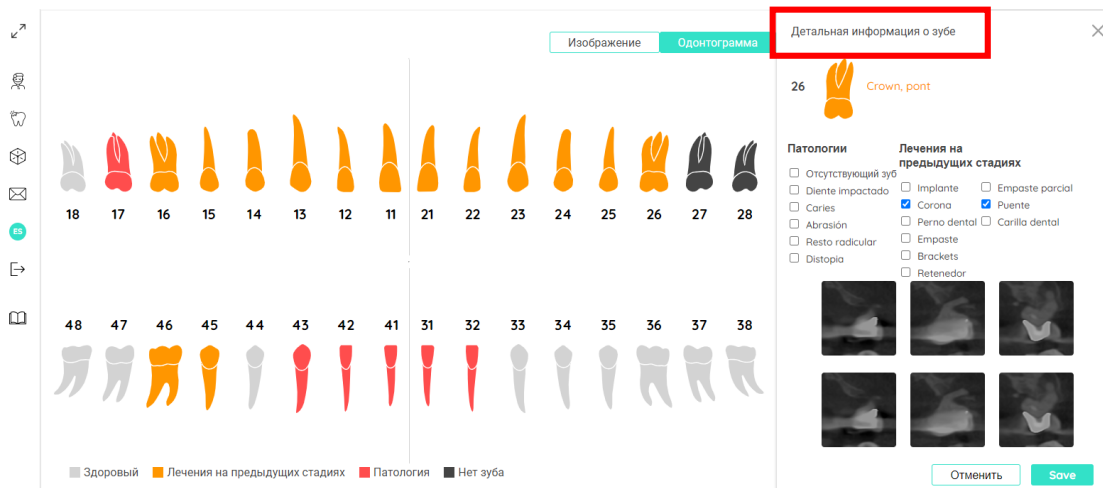 Изображение Одонтограмма
Детальная информация о зубе
ES
18 17 16 15 14 13 12 11 21 22 23 24 25 26 27 28
48 47 46 45 44 43 42 41 31 32 33 34 35 36 37 38
Здоровый Лечения на предыдущих стадиях Патология Нет зуба
26 Crown, pont
Патологии
Отсутствующий зуб
Diente impactado
Caries
Abrasión
Resto radicular
Distopia
Лечения на
предыдущих стадиях
Implante Empaste parcial
Corona Puente
Perno dental Carilla dental
Empaste
Brackets
Retenedor
Отменить Save